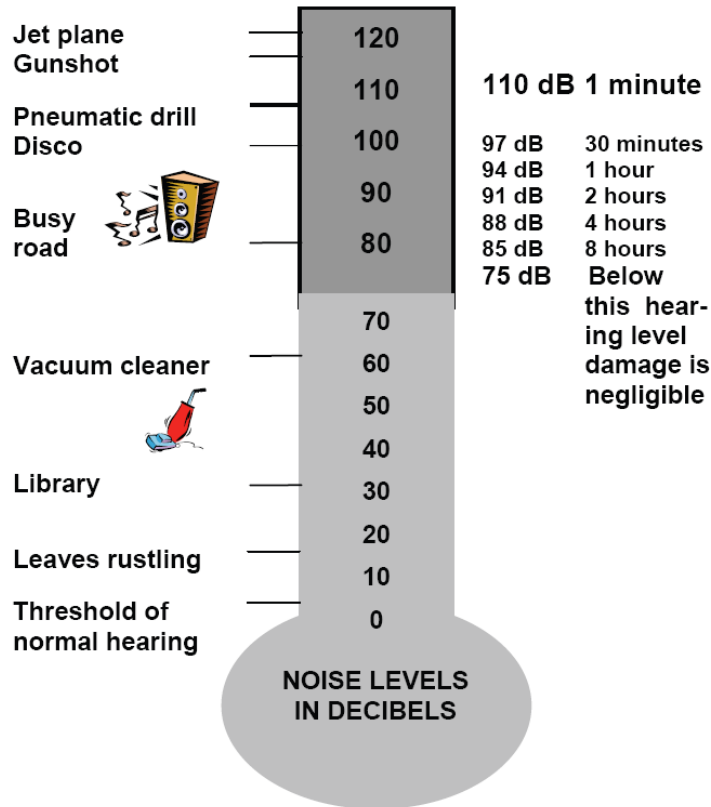 Jet plane
Gunshot
Pneumatic drill
Disco
Busy
road
Vacuum cleaner
Library
Leaves rustling
Threshold of
normal hearing
120
110
100
90
80
70
60
50
40
30
20
10
0
NOISE LEVELS
IN DECIBELS
110 dB 1 minute
97 dB 30 minutes
94 dB 1 hour
91 dB 2 hours
88 dB 4 hours
85 dB 8 hours
75 dB Below
this hear-
ing level
damage is
negligible